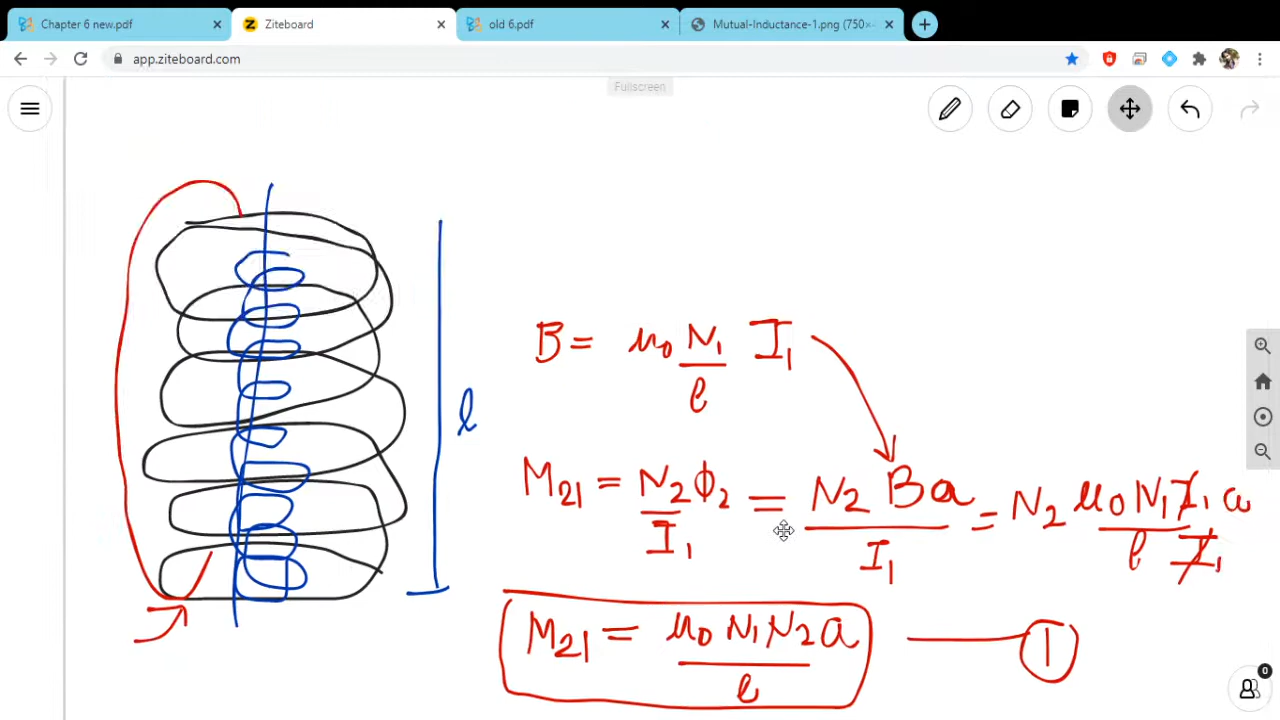 Chapter 6 new.pdf
Ziteboard
old 6.pdf
Mutual-Inductance-1.png (750×
app.ziteboard.com
Fullscreen
B = μ₀ N₁/l I₁
l
M₂₁ = N₂ϕ₂/I₁ = N₂ B a/I₁ = N₂ μ₀ N₁ I₁ a/l I₁
M₂₁ = μ₀ N₁ N₂ a/l
1
0